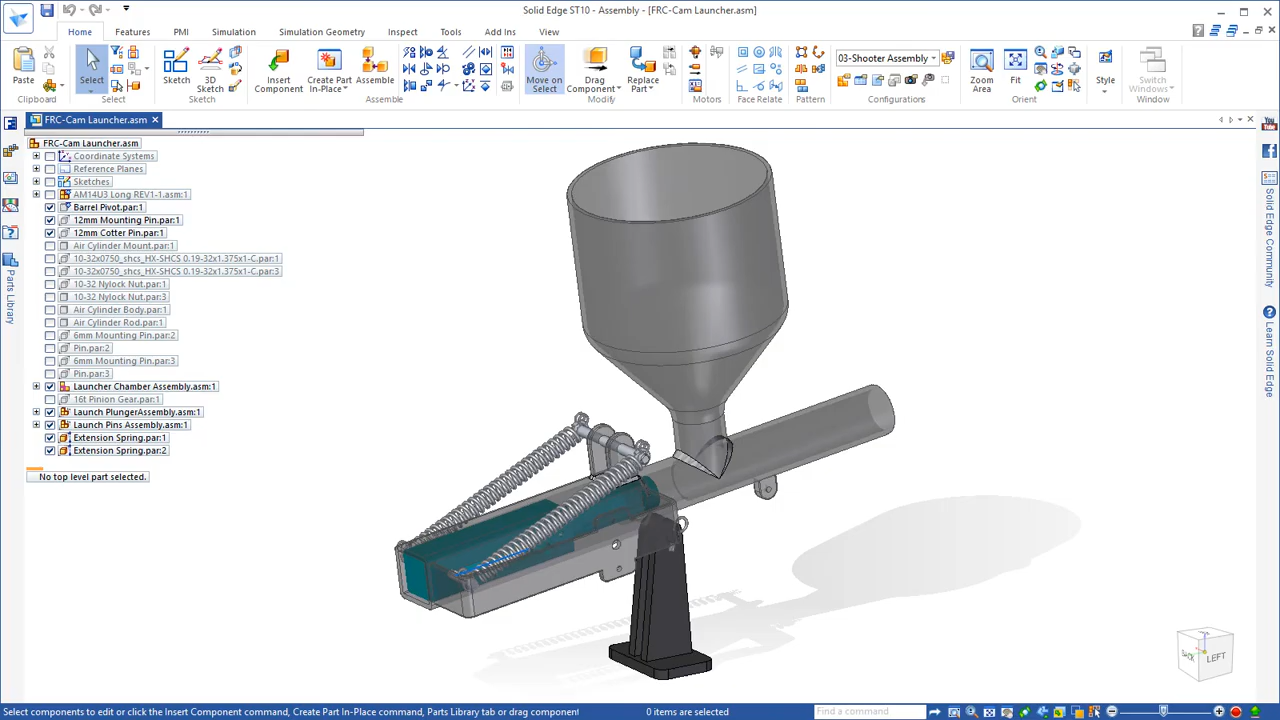 Solid Edge ST10 - Assembly - [FRC-Cam Launcher.asm]
Home
Features
PMI
Simulation
Simulation Geometry
Inspect
Tools
Add Ins
View
Paste
Select
Sketch
3D Sketch
Insert Component
Create Part In-Place
Assemble
Move on Select
Drag Component
Replace Part
03-Shooter Assembly
Zoom Area
Fit
Style
Switch Windows
Clipboard
Select
Sketch
Assemble
Modify
Motors
Face Relate
Pattern
Configurations
Orient
Window
FRC-Cam Launcher.asm
FRC-Cam Launcher.asm
Coordinate Systems
Reference Planes
Sketches
AM14U3 Long REV1-1.asm:1
Barrel Pivot.par:1
12mm Mounting Pin.par:1
12mm Cotter Pin.par:1
Air Cylinder Mount.par:1
10-32x0750_shcs_HX-SHCS 0.19-32x1.375x1-C.par:1
10-32x0750_shcs_HX-SHCS 0.19-32x1.375x1-C.par:3
10-32 Nylock Nut.par:1
10-32 Nylock Nut.par:3
Air Cylinder Body.par:1
Air Cylinder Rod.par:1
6mm Mounting Pin.par:2
Pin.par:2
6mm Mounting Pin.par:3
Pin.par:3
Launcher Chamber Assembly.asm:1
16t Pinion Gear.par:1
Launch PlungerAssembly.asm:1
Launch Pins Assembly.asm:1
Extension Spring.par:1
Extension Spring.par:2
No top level part selected.
Parts Library
You Tube
Solid Edge Community
Learn Solid Edge
BACK
LEFT
Select components to edit or click the Insert Component command, Create Part In-Place command, Parts Library tab or drag component
0 items are selected
Find a command